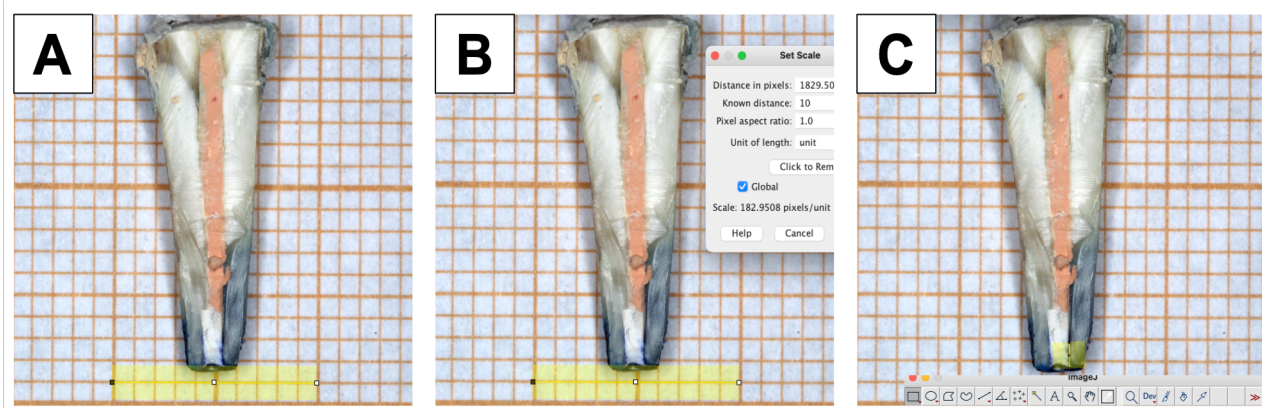 A
B
C
Set Scale
Distance in pixels: 1829.50
Known distance: 10
Pixel aspect ratio: 1.0
Unit of length: unit
Click to Rem
Global
Scale: 182.9508 pixels/unit
Help Cancel
ImageJ
A Dev